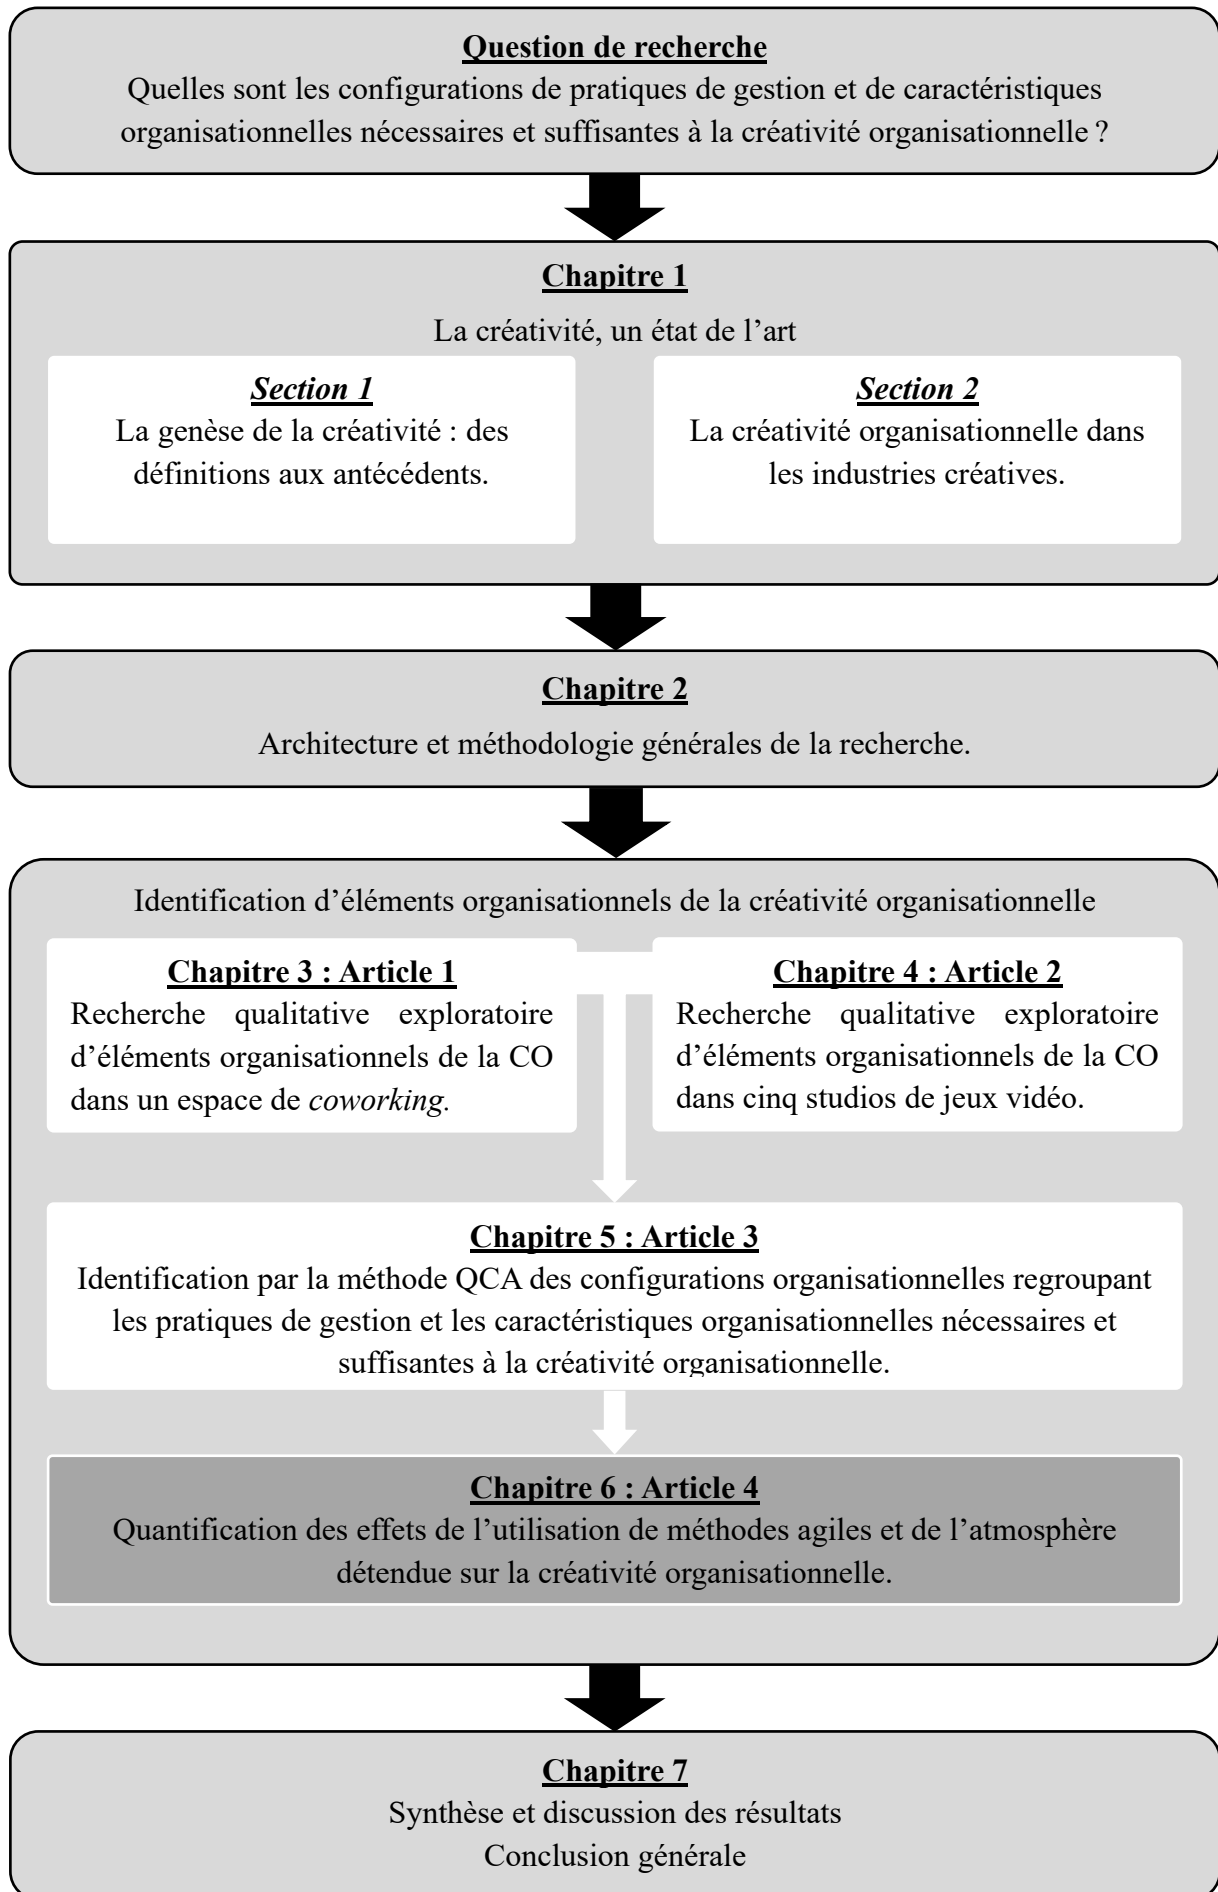 Question de recherche
Quelles sont les configurations de pratiques de gestion et de caractéristiques
organisationnelles nécessaires et suffisantes à la créativité organisationnelle ?
Chapitre 1
La créativité, un état de l’art
Section 1
La genèse de la créativité : des
définitions aux antécédents.
Section 2
La créativité organisationnelle dans
les industries créatives.
Chapitre 2
Architecture et méthodologie générales de la recherche.
Identification d’éléments organisationnels de la créativité organisationnelle
Chapitre 3 : Article 1
Recherche qualitative exploratoire
d’éléments organisationnels de la CO
dans un espace de coworking.
Chapitre 4 : Article 2
Recherche qualitative exploratoire
d’éléments organisationnels de la CO
dans cinq studios de jeux vidéo.
Chapitre 5 : Article 3
Identification par la méthode QCA des configurations organisationnelles regroupant
les pratiques de gestion et les caractéristiques organisationnelles nécessaires et
suffisantes à la créativité organisationnelle.
Chapitre 6 : Article 4
Quantification des effets de l’utilisation de méthodes agiles et de l’atmosphère
détendue sur la créativité organisationnelle.
Chapitre 7
Synthèse et discussion des résultats
Conclusion générale